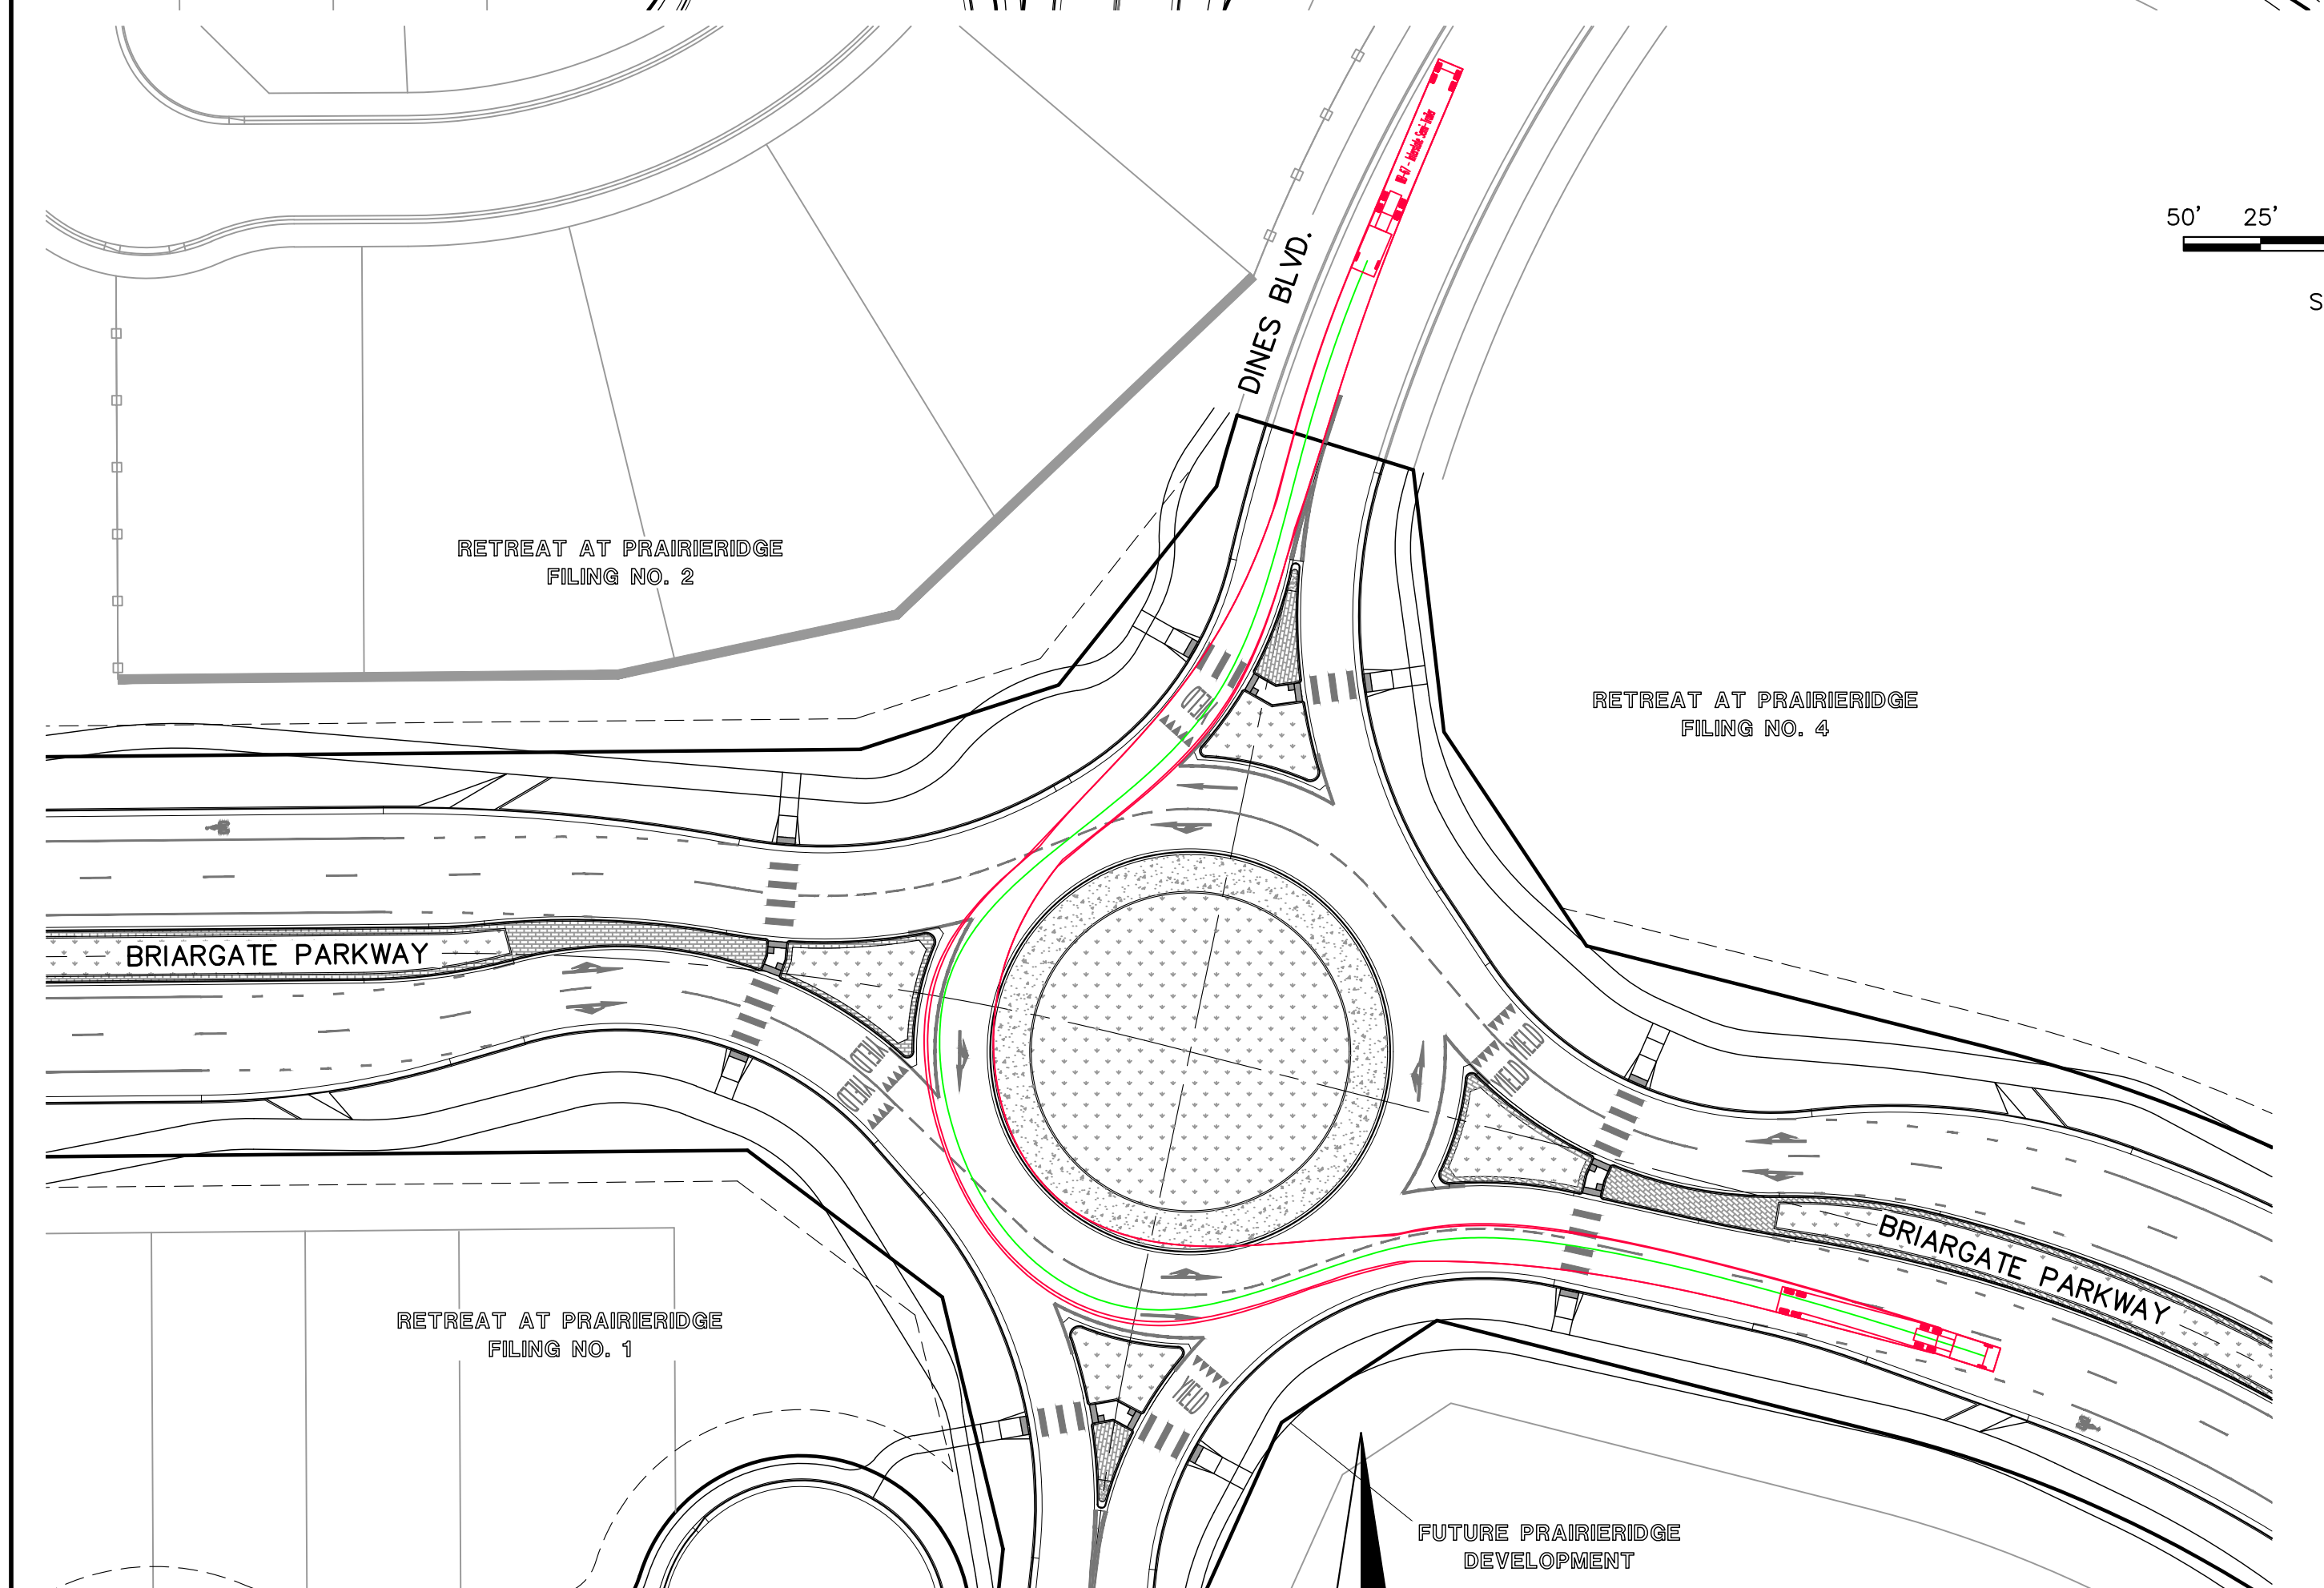 50' 25'
S
DINES BLVD.
RETREAT AT PRAIRIERIDGE
FILING NO. 2
YIELD
RETREAT AT PRAIRIERIDGE
FILING NO. 4
BRIARGATE PARKWAY
YIELD
YIELD
YIELD
YIELD
BRIARGATE PARKWAY
RETREAT AT PRAIRIERIDGE
FILING NO. 1
YIELD
FUTURE PRAIRIERIDGE
DEVELOPMENT